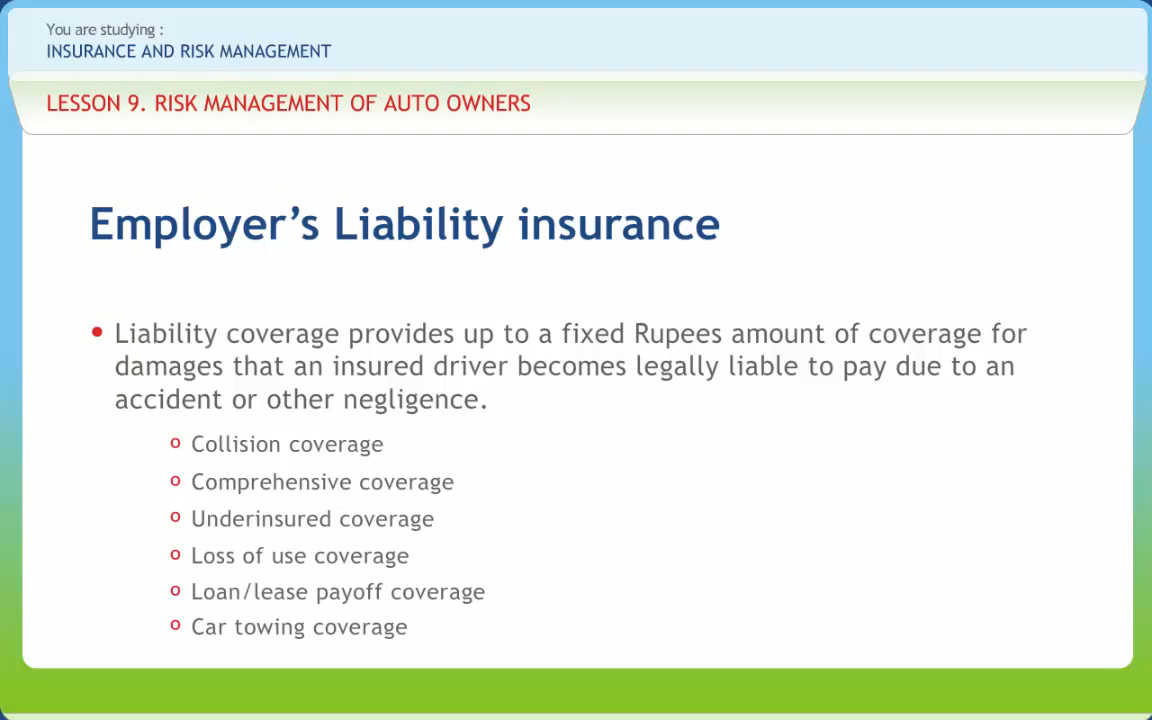 You are studying :
INSURANCE AND RISK MANAGEMENT
LESSON 9. RISK MANAGEMENT OF AUTO OWNERS
Employer’s Liability insurance
• Liability coverage provides up to a fixed Rupees amount of coverage for
damages that an insured driver becomes legally liable to pay due to an
accident or other negligence.
o Collision coverage
o Comprehensive coverage
o Underinsured coverage
o Loss of use coverage
o Loan/lease payoff coverage
o Car towing coverage